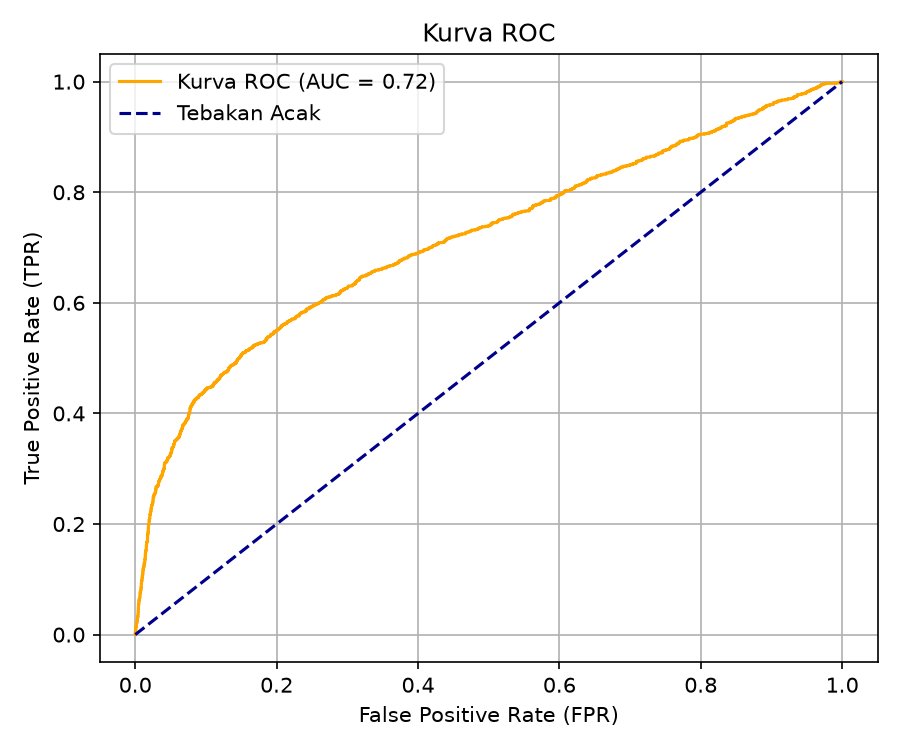 Kurva ROC
Kurva ROC (AUC = 0.72)
Tebakan Acak
True Positive Rate (TPR)
1.0
0.8
0.6
0.4
0.2
0.0
0.0 0.2 0.4 0.6 0.8 1.0
False Positive Rate (FPR)